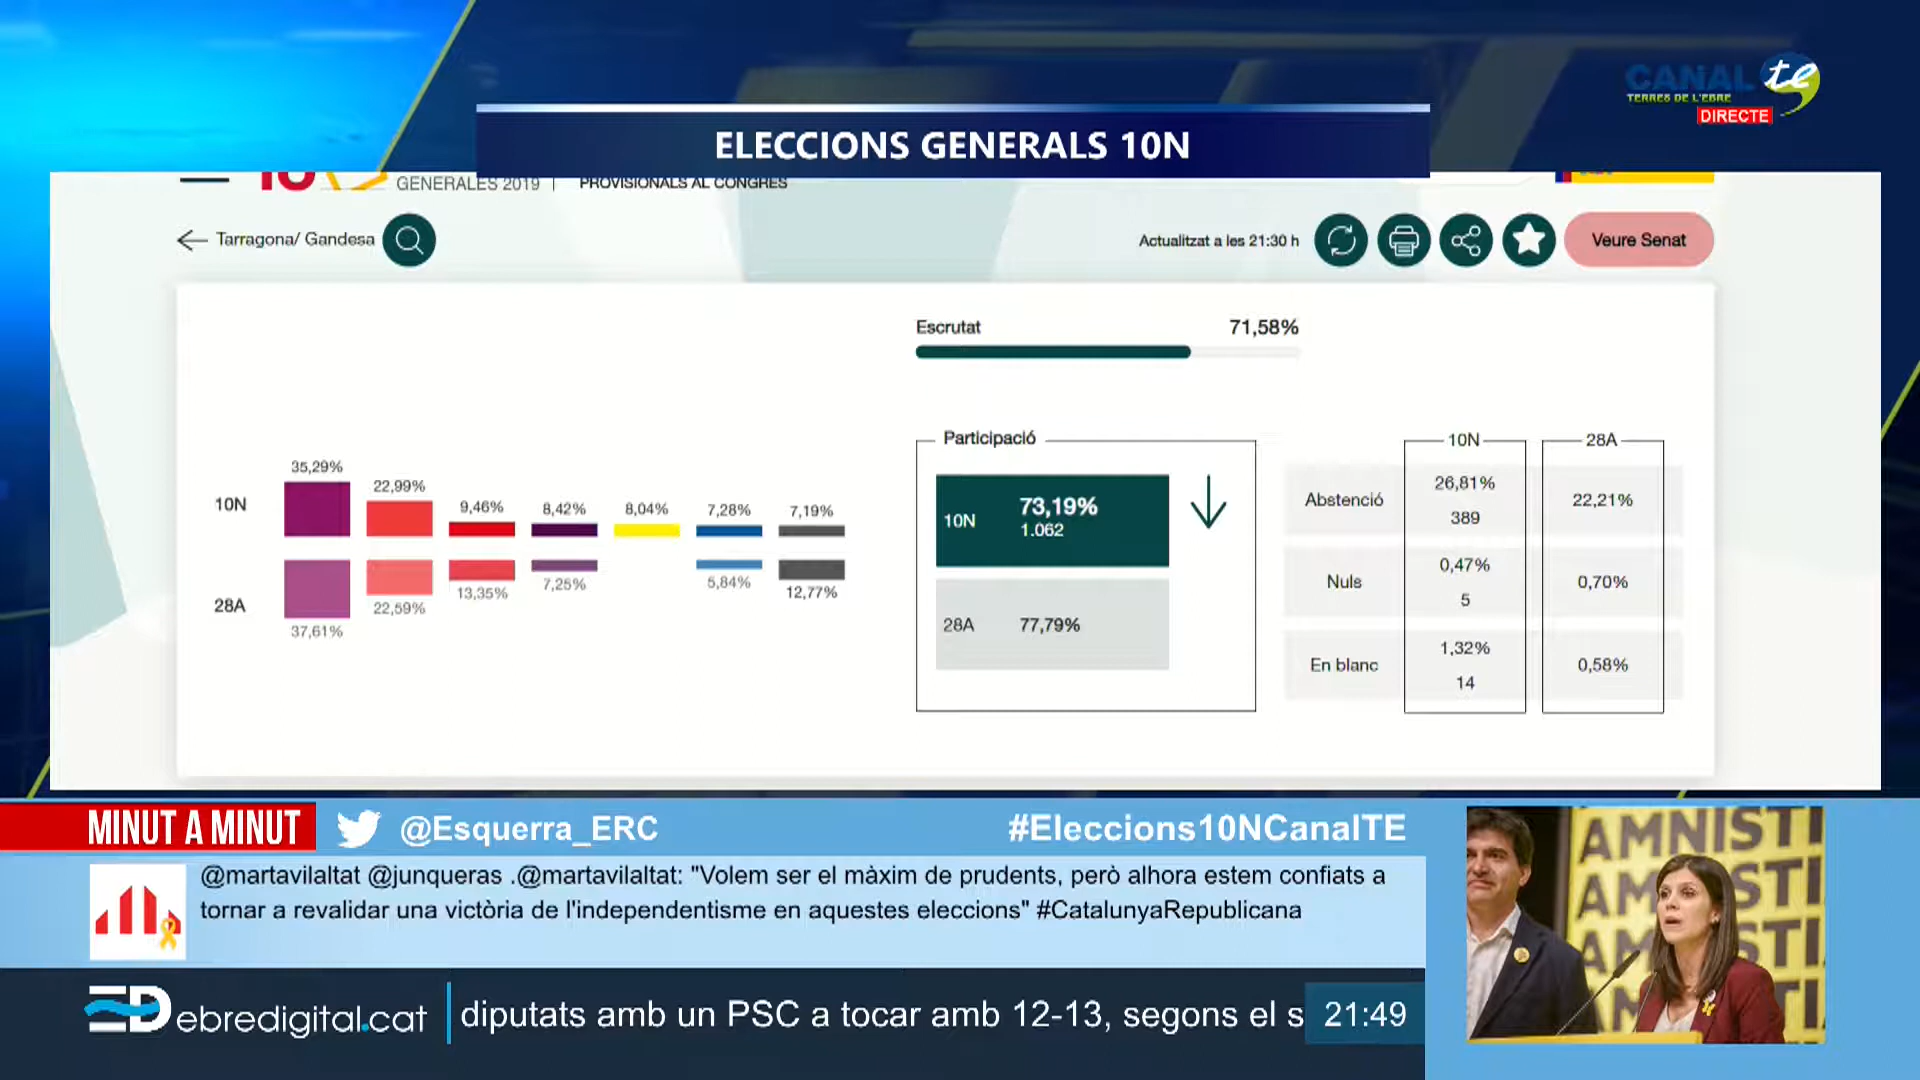 CANAL te
TERRES DE L'EBRE
DIRECTE
ELECCIONS GENERALS 10N
GENERALES 2019 | PROVISIONALS AL CONGRÉS
Tarragona/ Gandesa
Actualitzat a les 21:30 h
Veure Senat
Escrutat 71,58%
10N
35,29% 22,99% 9,46% 8,42% 8,04% 7,28% 7,19%
28A
37,61% 22,59% 13,35% 7,25% 5,84% 12,77%
Participació
10N 73,19%
1.062
28A 77,79%
10N 28A
Abstenció 26,81% 22,21%
389
Nuls 0,47% 0,70%
5
En blanc 1,32% 0,58%
14
MINUT A MINUT @Esquerra_ERC #Eleccions10NCanalTE
@martavilaltat @junqueras .@martavilaltat: "Volem ser el màxim de prudents, però alhora estem confiats a
tornar a revalidar una victòria de l'independentisme en aquestes eleccions" #CatalunyaRepublicana
AMNISTI
AMNISTI
AMNISTI
ebredigital.cat
diputats amb un PSC a tocar amb 12-13, segons el s 21:49